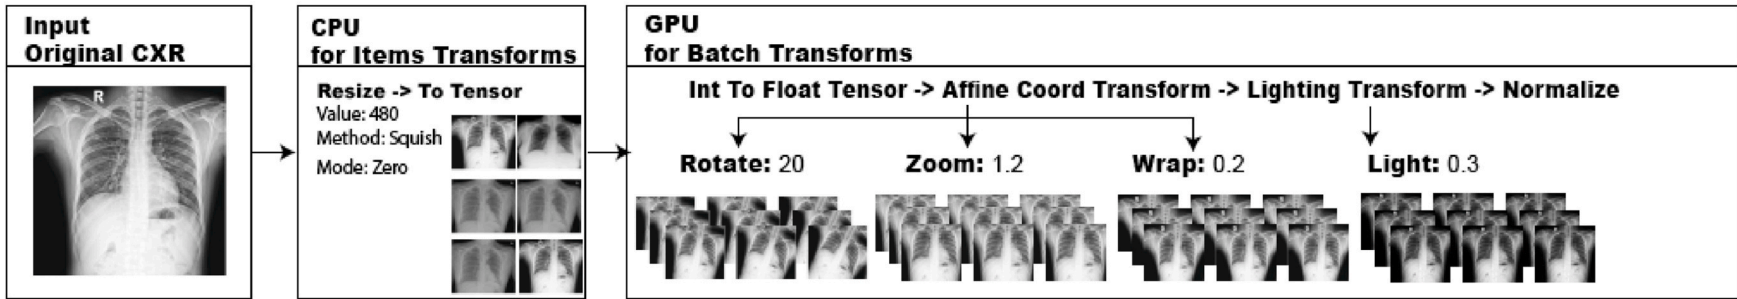 Input
Original CXR
R
CPU
for Items Transforms
Resize -> To Tensor
Value: 480
Method: Squish
Mode: Zero
GPU
for Batch Transforms
Int To Float Tensor -> Affine Coord Transform -> Lighting Transform -> Normalize
Rotate: 20
Zoom: 1.2
Wrap: 0.2
Light: 0.3